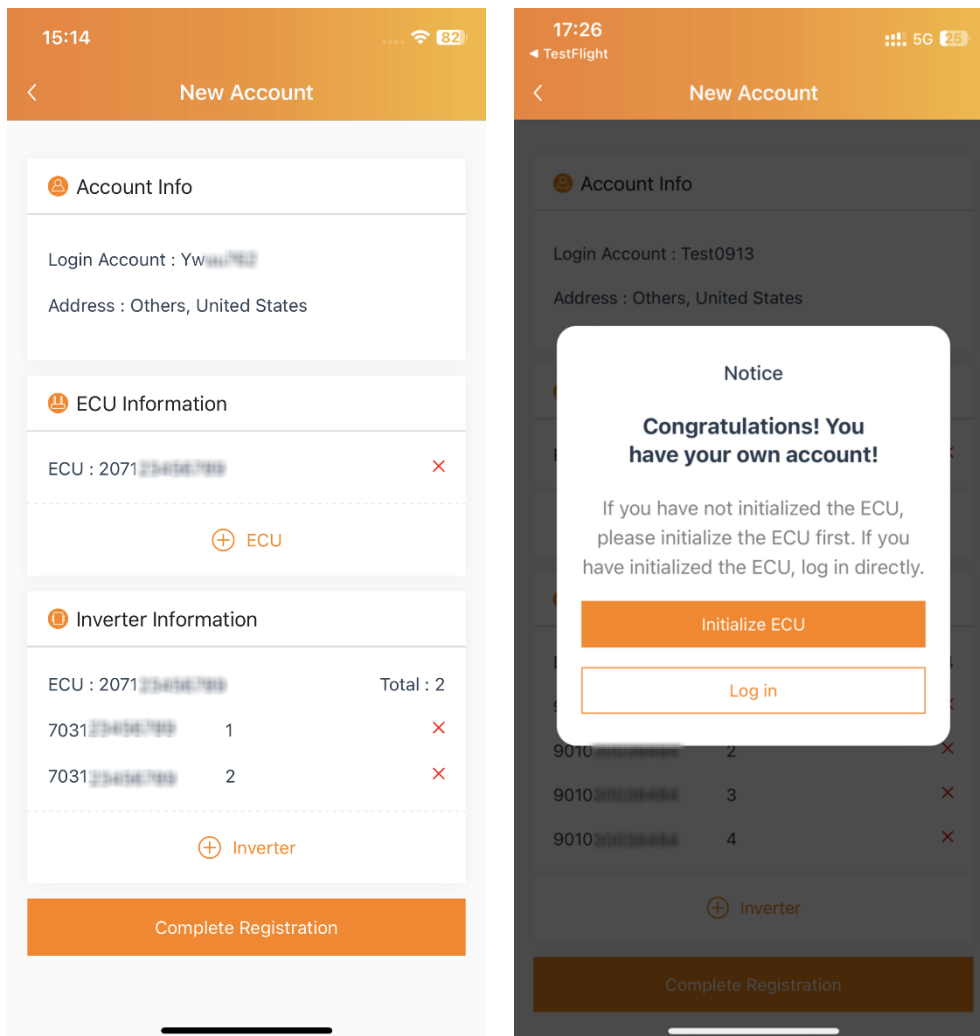 15:14
82
New Account
Account Info
Login Account : Yw
Address : Others, United States
ECU Information
ECU : 2071
ECU
Inverter Information
ECU : 2071
Total : 2
7031
1
7031
2
Inverter
Complete Registration
17:26
TestFlight
5G 25
New Account
Account Info
Login Account : Test0913
Address : Others, United States
Notice
Congratulations! You
have your own account!
If you have not initialized the ECU,
please initialize the ECU first. If you
have initialized the ECU, log in directly.
Initialize ECU
Log in
9010
2
9010
3
9010
4
Inverter
Complete Registration